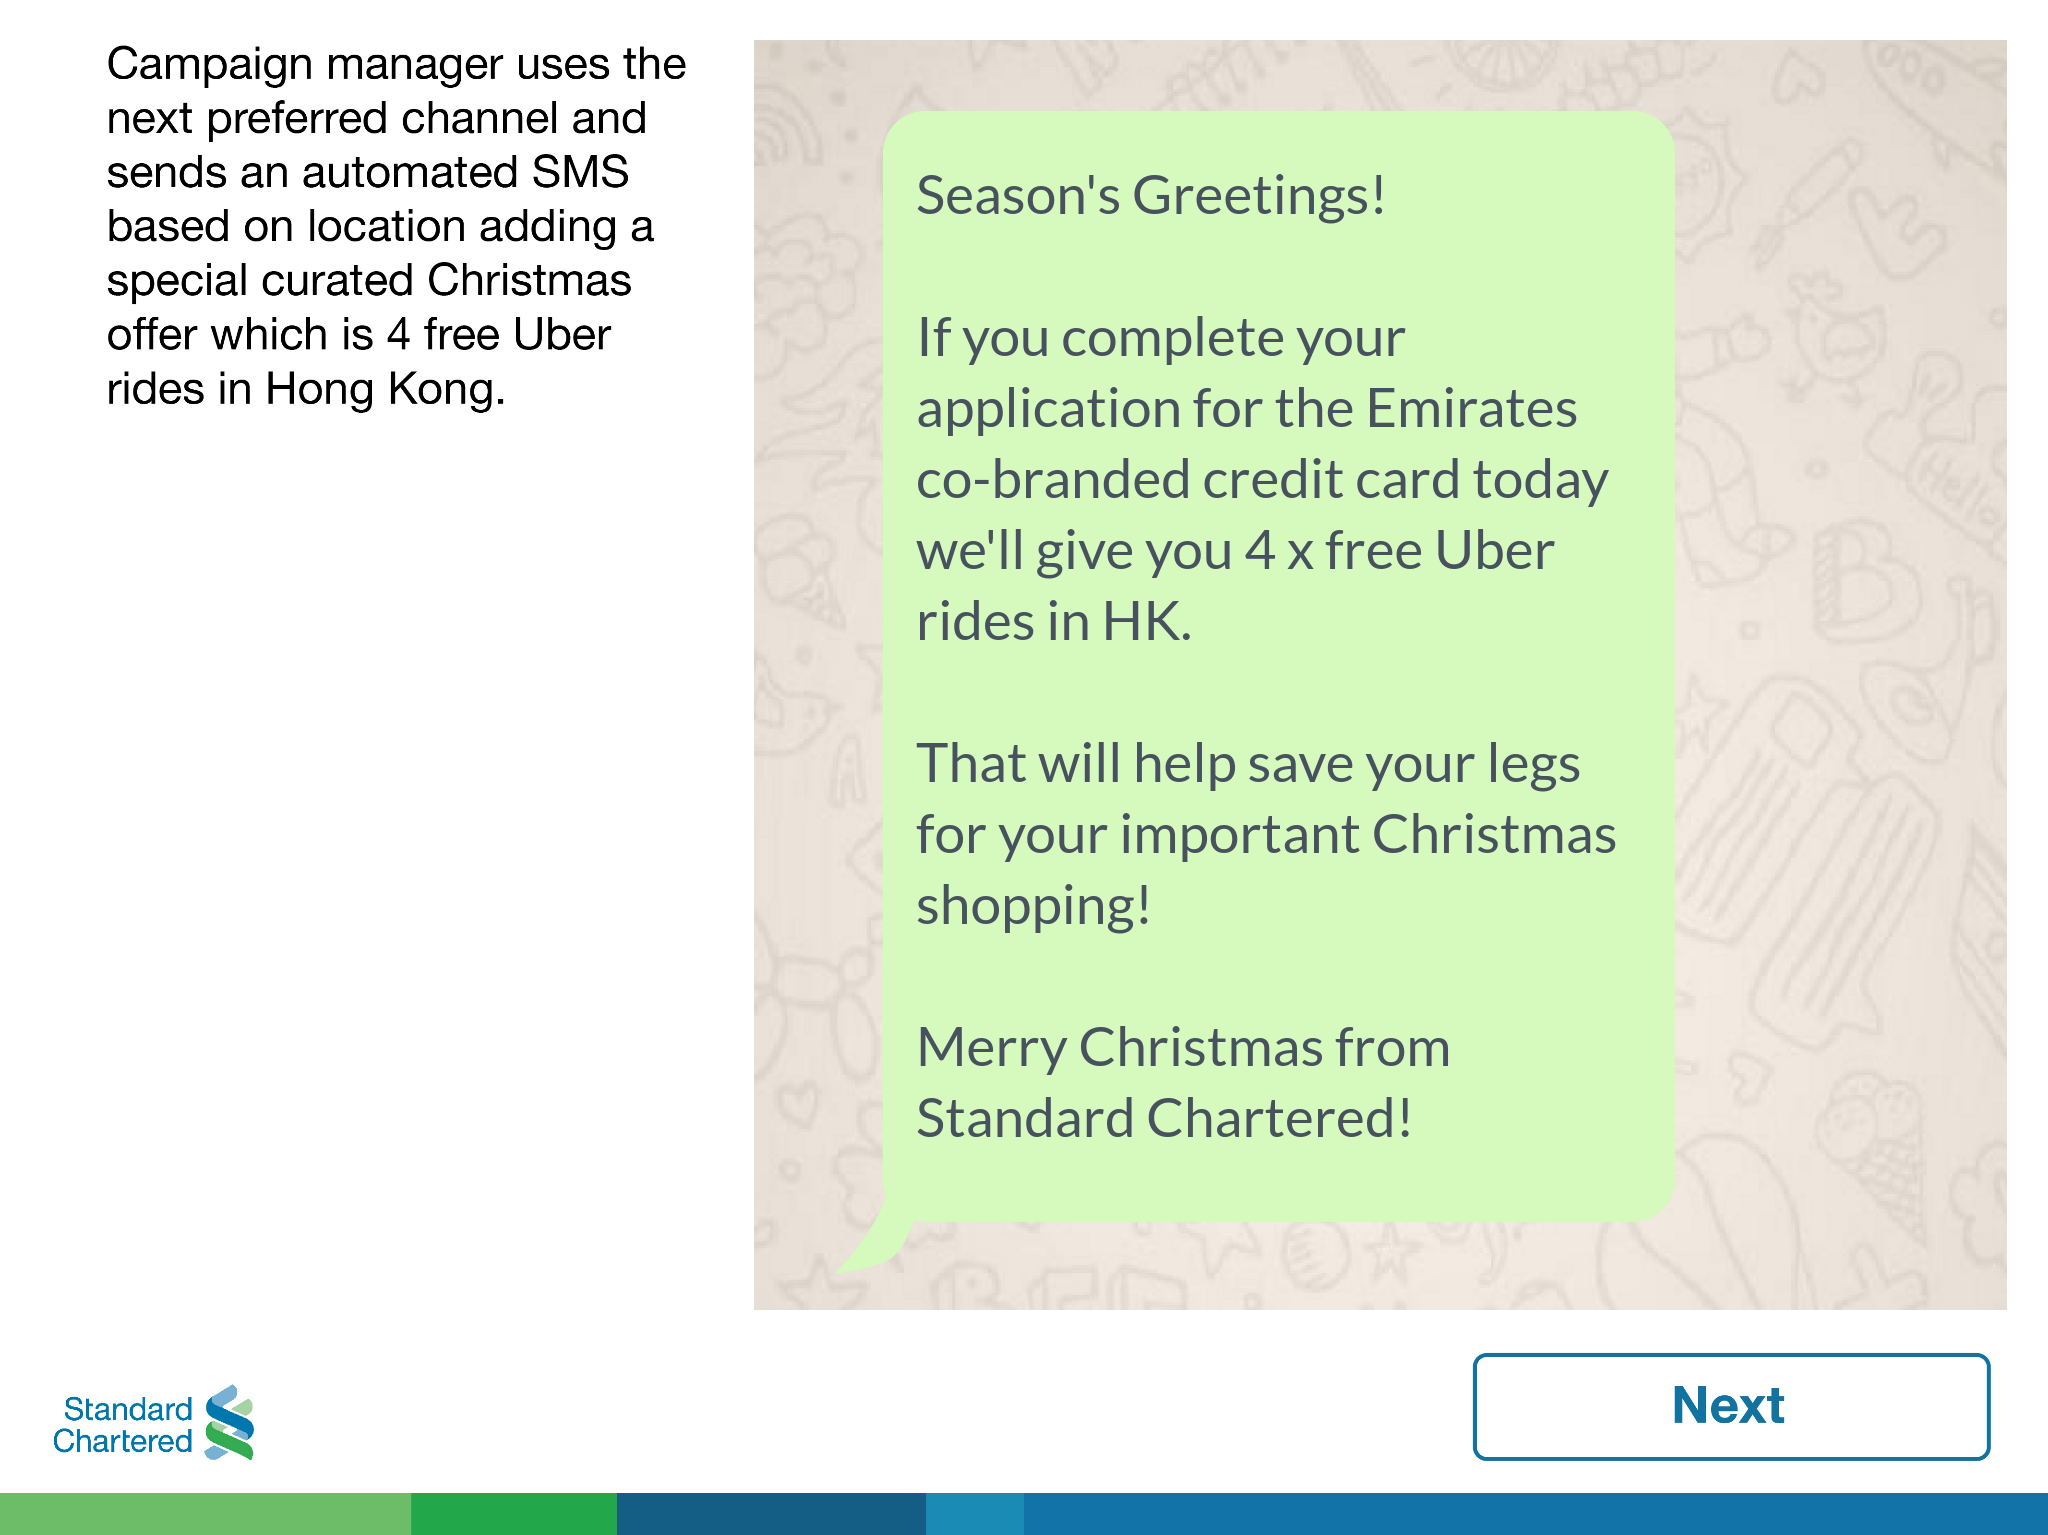 Campaign manager uses the
next preferred channel and
sends an automated SMS
based on location adding a
special curated Christmas
offer which is 4 free Uber
rides in Hong Kong.
Season's Greetings!
If you complete your
application for the Emirates
co-branded credit card today
we'll give you 4 x free Uber
rides in HK.
That will help save your legs
for your important Christmas
shopping!
Merry Christmas from
Standard Chartered!
Hello
B
Standard
Chartered
Next